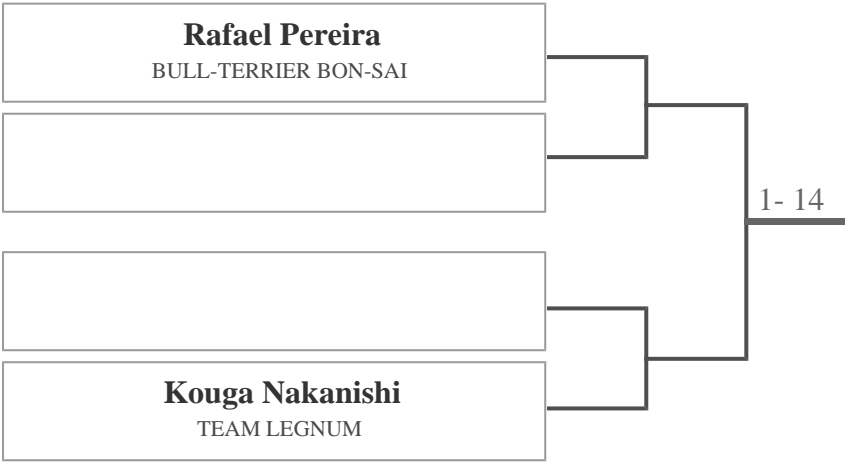 Rafael Pereira
BULL-TERRIER BON-SAI
1- 14
Kouga Nakanishi
TEAM LEGNUM